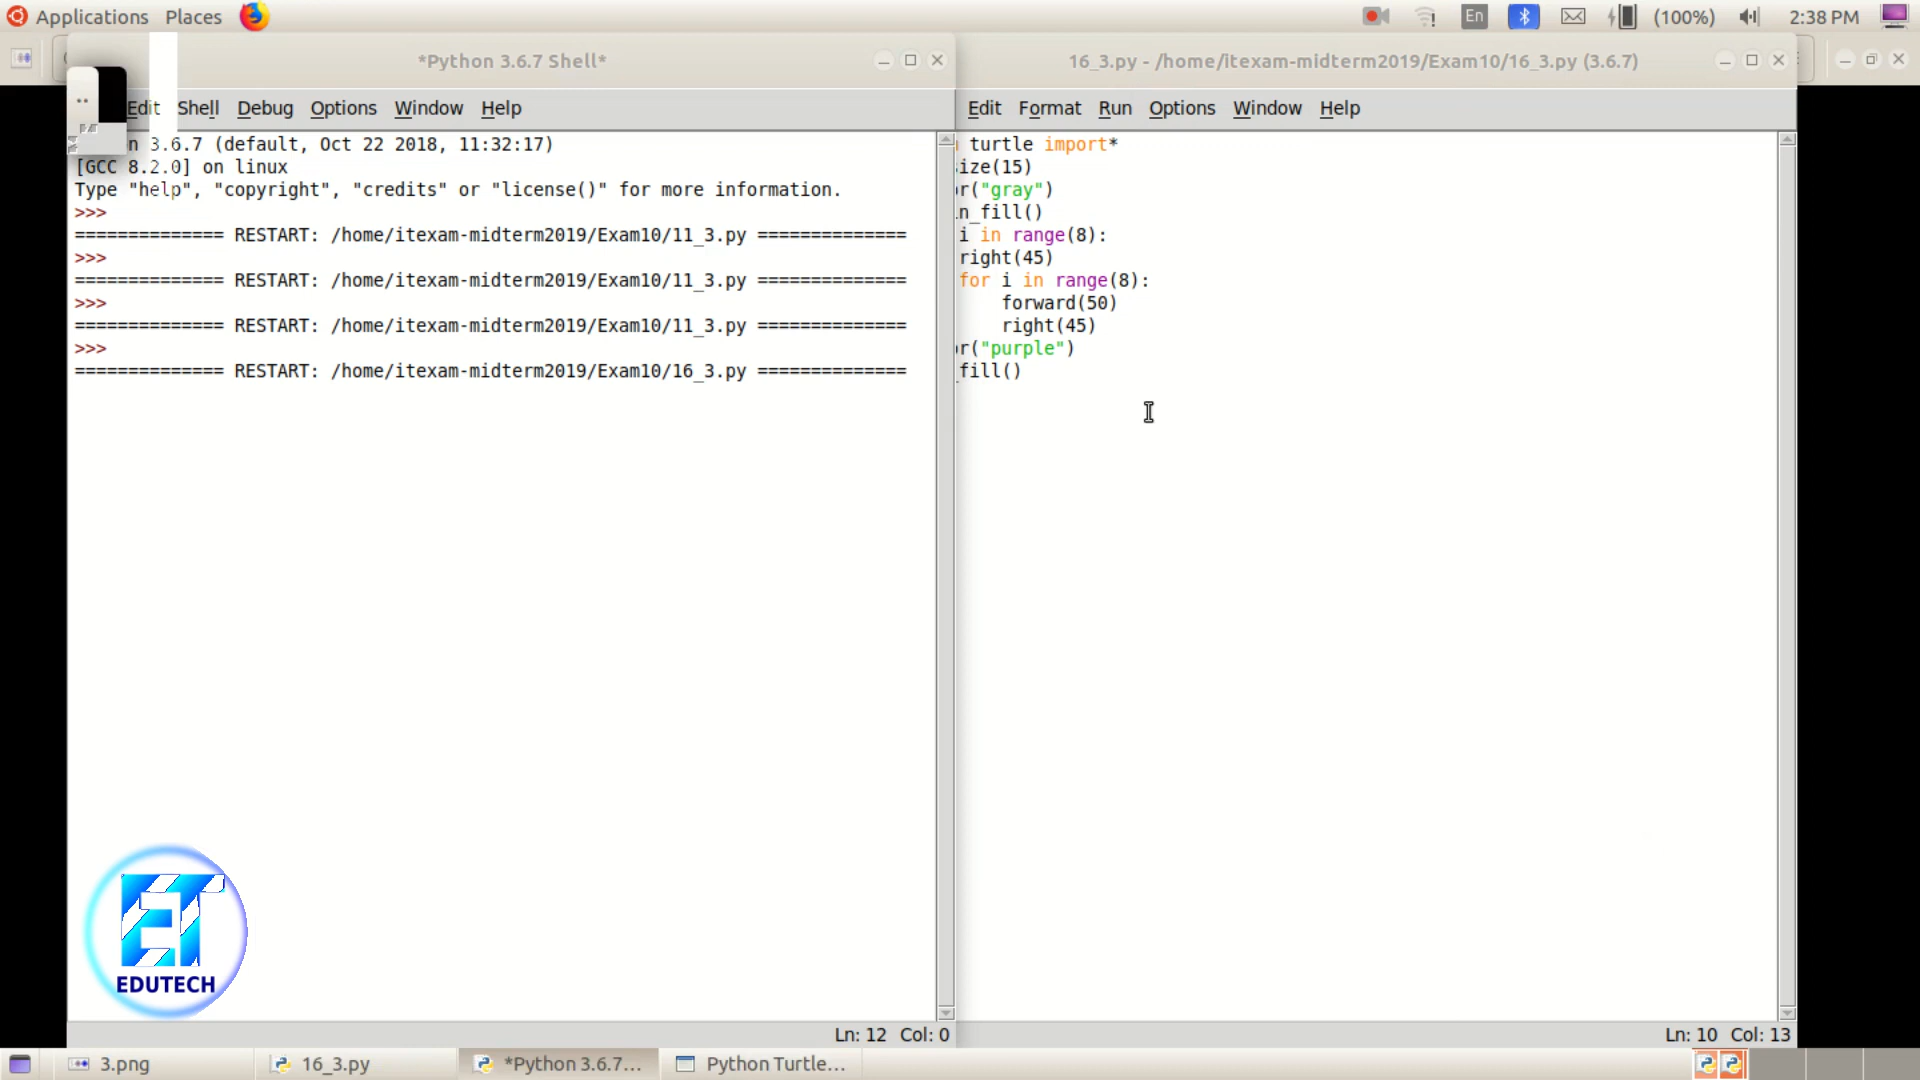 Applications Places
En (100%) 2:38 PM
*Python 3.6.7 Shell*
16_3.py - /home/itexam-midterm2019/Exam10/16_3.py (3.6.7)
Edit Shell Debug Options Window Help
Edit Format Run Options Window Help
n 3.6.7 (default, Oct 22 2018, 11:32:17)
[GCC 8.2.0] on linux
Type "help", "copyright", "credits" or "license()" for more information.
>>>
============== RESTART: /home/itexam-midterm2019/Exam10/11_3.py ==============
>>>
============== RESTART: /home/itexam-midterm2019/Exam10/11_3.py ==============
>>>
============== RESTART: /home/itexam-midterm2019/Exam10/11_3.py ==============
>>>
============== RESTART: /home/itexam-midterm2019/Exam10/16_3.py ==============
turtle import*
size(15)
r("gray")
n_fill()
i in range(8):
right(45)
for i in range(8):
forward(50)
right(45)
r("purple")
_fill()
ET
EDUTECH
Ln: 12 Col: 0
Ln: 10 Col: 13
3.png
16_3.py
*Python 3.6.7...
Python Turtle...